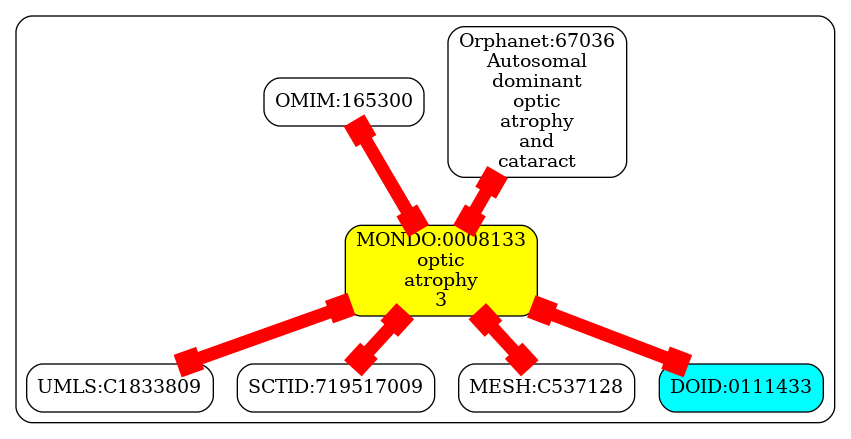 OMIM:165300
Orphanet:67036
Autosomal
dominant
optic
atrophy
and
cataract
MONDO:0008133
optic
atrophy
3
UMLS:C1833809
SCTID:719517009
MESH:C537128
DOID:0111433